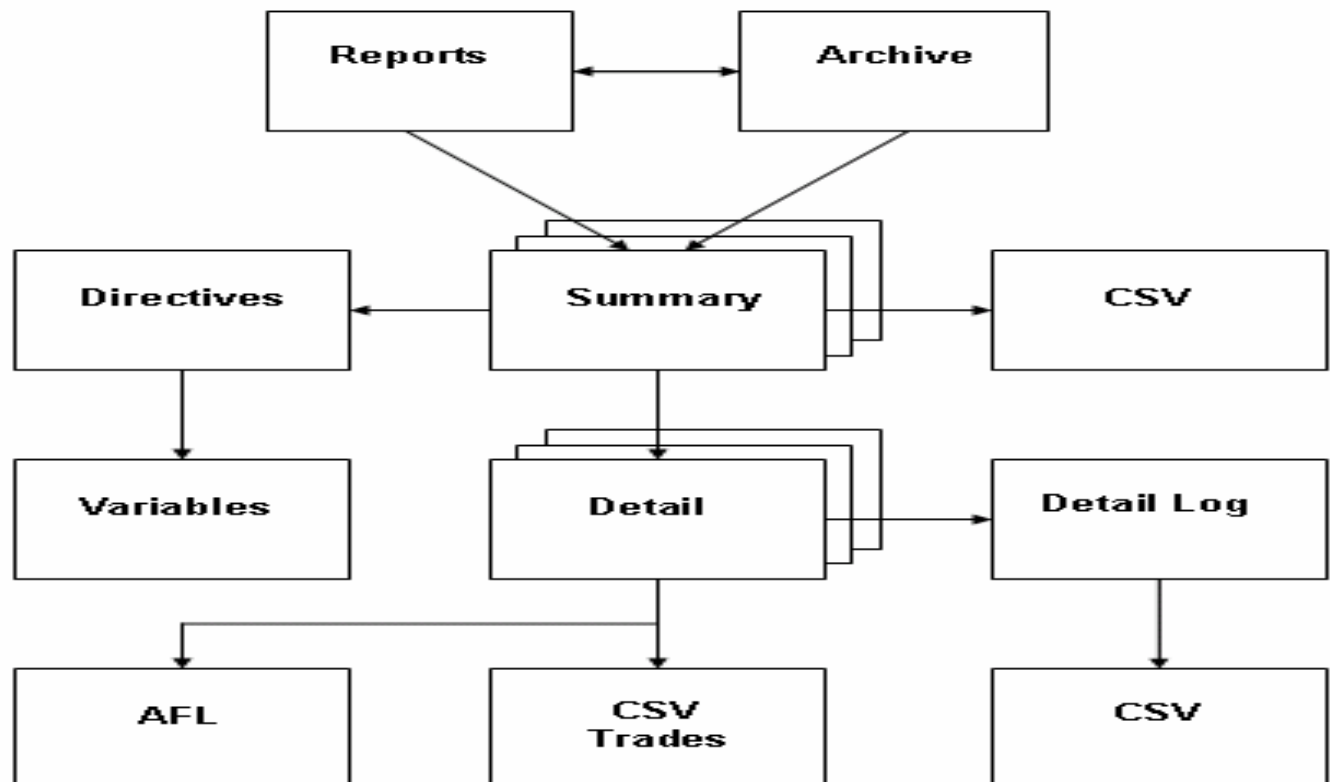 Reports
Archive
Directives
Summary
CSV
Variables
Detail
Detail Log
AFL
CSV
Trades
CSV